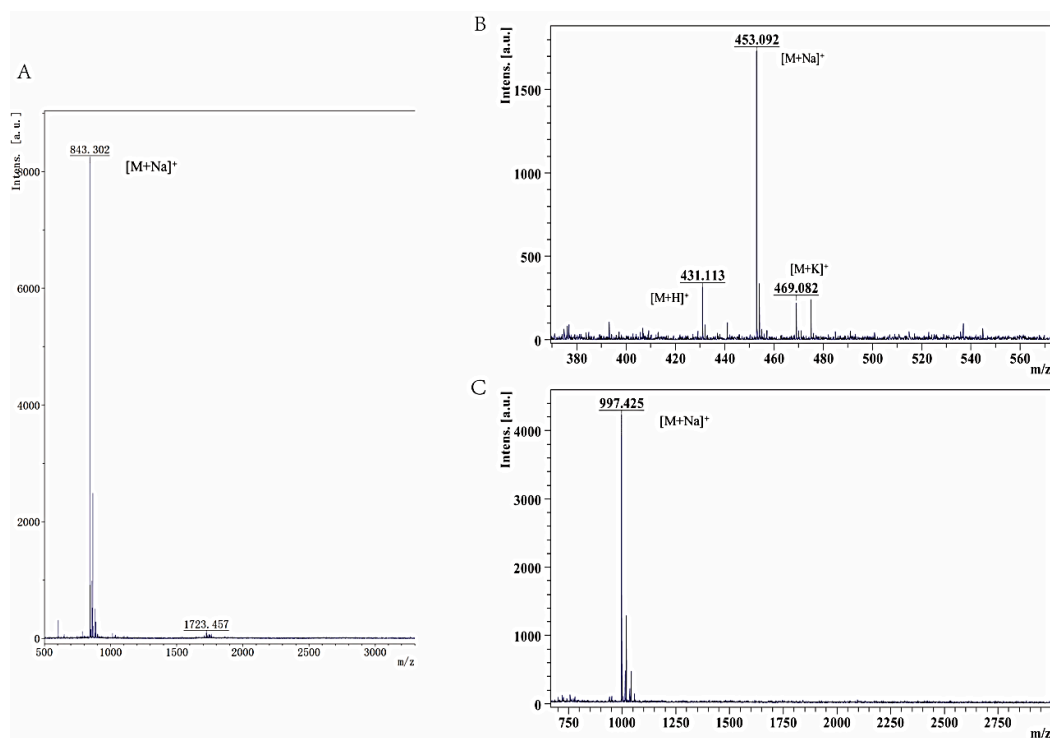 A
Intens. [a. u.]
843. 302
[M+Na]+
8000
6000
4000
2000
0
1723. 457
500 1000 1500 2000 2500 3000
m/z
B
Intens. [a.u.]
453.092
[M+Na]+
1500
1000
500
0
431.113
[M+H]+
[M+K]+
469.082
380 400 420 440 460 480 500 520 540 560
m/z
C
Intens. [a.u.]
997.425
[M+Na]+
4000
3000
2000
1000
0
750 1000 1250 1500 1750 2000 2250 2500 2750
m/z